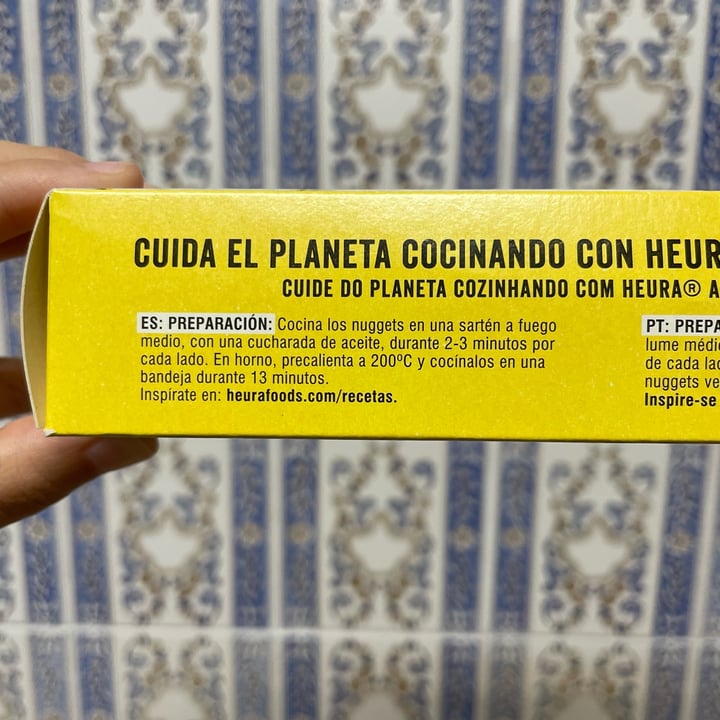 CUIDA EL PLANETA COCINANDO CON HEUR
CUIDE DO PLANETA COZINHANDO COM HEURA® A
ES: PREPARACIÓN: Cocina los nuggets en una sartén a fuego
medio, con una cucharada de aceite, durante 2-3 minutos por
cada lado. En horno, precalienta a 200ºC y cocínalos en una
bandeja durante 13 minutos.
Inspírate en: heurafoods.com/recetas.
PT: PREPA
lume médi
de cada lad
nuggets ve
Inspire-se